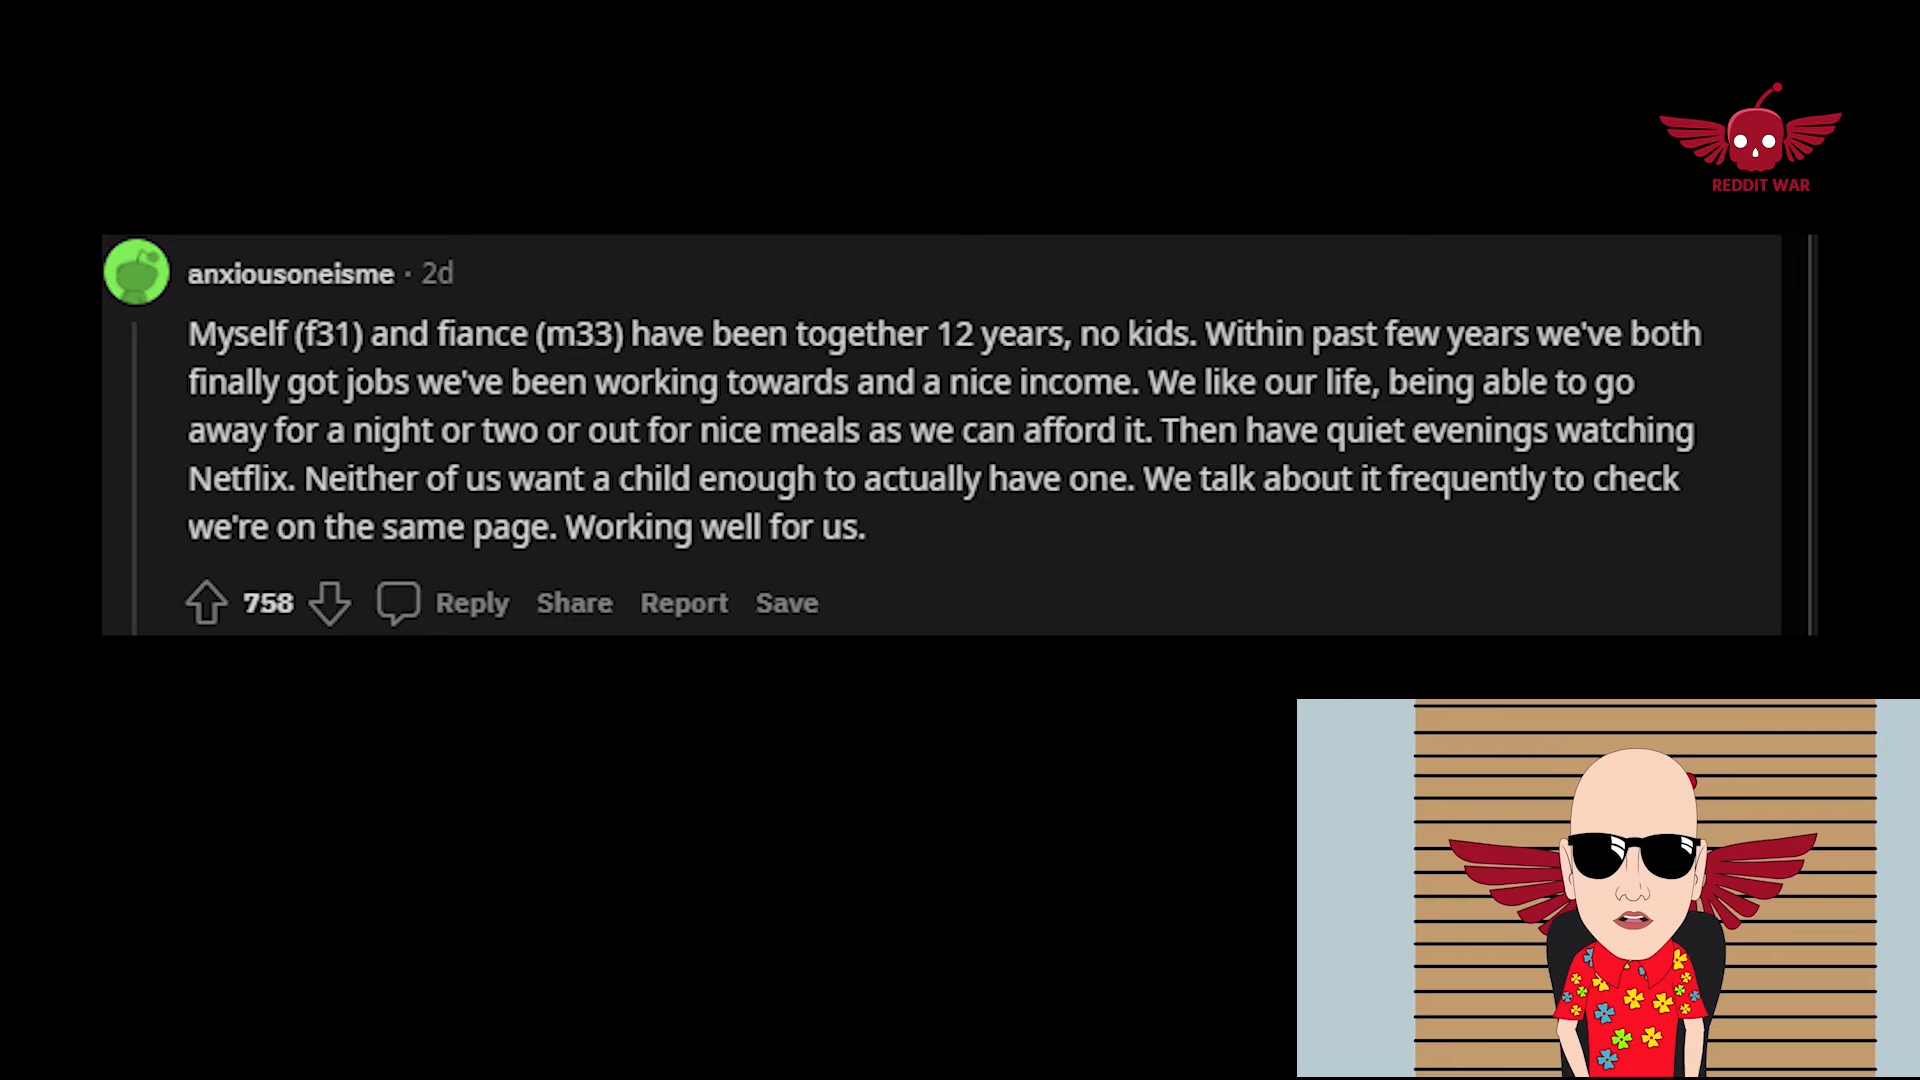 REDDIT WAR
anxiousoneisme · 2d
Myself (f31) and fiance (m33) have been together 12 years, no kids. Within past few years we've both
finally got jobs we've been working towards and a nice income. We like our life, being able to go
away for a night or two or out for nice meals as we can afford it. Then have quiet evenings watching
Netflix. Neither of us want a child enough to actually have one. We talk about it frequently to check
we're on the same page. Working well for us.
758 Reply Share Report Save